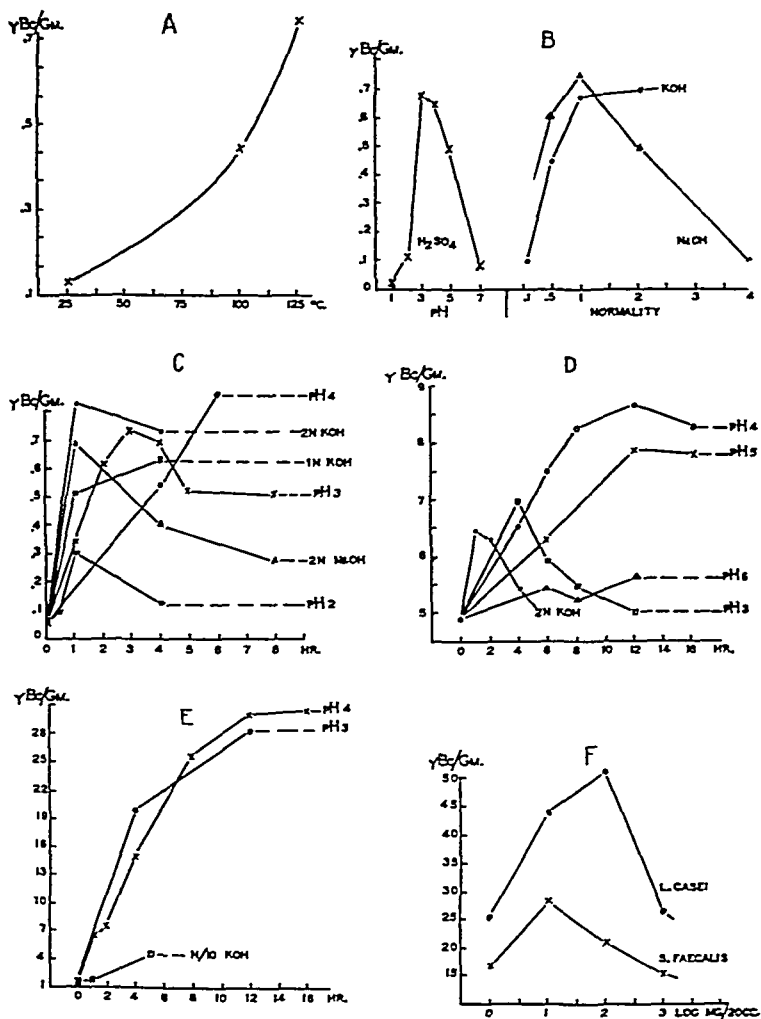 A
γBc/GM.
.7
.5
.3
.1
25 50 75 100 125 °C.
B
γBc/GM.
.7
.6
.5
.4
.3
.2
.1
0
H₂SO₄
KOH
NaOH
1 3 5 7 .1 .5 1 2 3 4
PH NORMALITY
C
γBc/GM.
.7
.6
.5
.4
.3
.2
.1
0
PH4
2N KOH
1N KOH
PH3
2N NaOH
PH2
0 1 2 3 4 5 6 7 8 HR.
D
γBc/GM.
9
8
7
6
5
PH4
PH5
PH6
PH3
2N KOH
0 2 4 6 8 10 12 14 16 HR.
E
γBc/GM.
28
25
22
19
16
13
10
7
4
1
PH4
PH3
N/10 KOH
0 2 4 6 8 10 12 14 16 HR.
F
γBc/GM.
50
45
40
35
30
25
20
15
L. CASEI
S. FAECALIS
0 1 2 3 LOG MG/20CC.